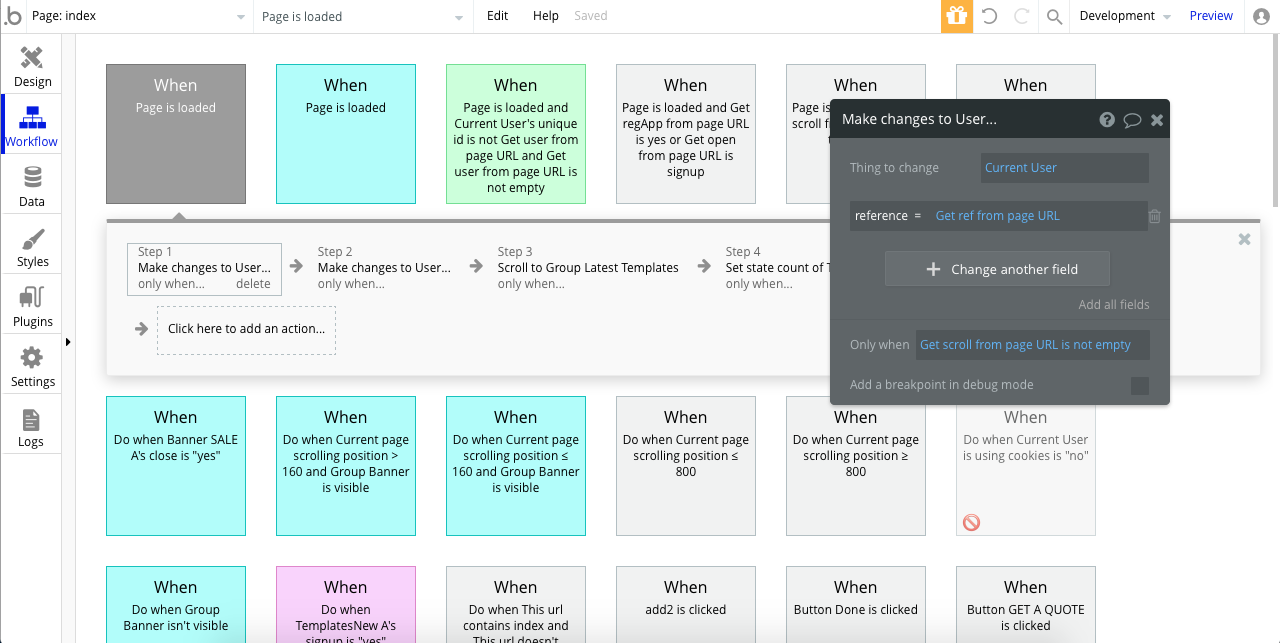 .b Page: index Page is loaded Edit Help Saved Development Preview
Design
Workflow
Data
Styles
Plugins
Settings
Logs
When
Page is loaded
When
Page is loaded
When
Page is loaded and
Current User's unique
id is not Get user from
page URL and Get
user from page URL is
not empty
When
Page is loaded and Get
regApp from page URL
is yes or Get open
from page URL is
signup
When
When
Make changes to User...
Thing to change Current User
reference = Get ref from page URL
Change another field
Add all fields
Only when Get scroll from page URL is not empty
Add a breakpoint in debug mode
Step 1
Make changes to User...
only when... delete
Step 2
Make changes to User...
only when...
Step 3
Scroll to Group Latest Templates
only when...
Step 4
Set state count of
only when...
Click here to add an action...
When
Do when Banner SALE
A's close is "yes"
When
Do when Current page
scrolling position >
160 and Group Banner
is visible
When
Do when Current page
scrolling position ≤
160 and Group Banner
is visible
When
Do when Current page
scrolling position ≤
800
When
Do when Current page
scrolling position ≥
800
When
Do when Current User
is using cookies is "no"
When
Do when Group
Banner isn't visible
When
Do when
TemplatesNew A's
signup is "yes"
When
Do when This url
contains index and
This url doesn't
When
add2 is clicked
When
Button Done is clicked
When
Button GET A QUOTE
is clicked